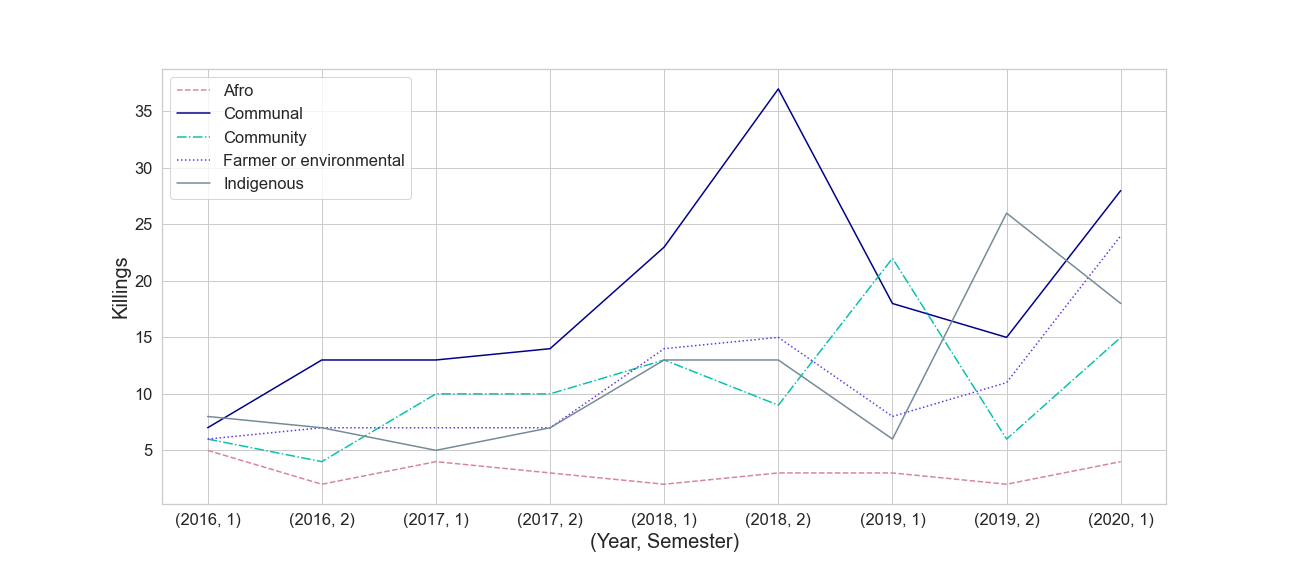 Afro
Communal
Community
Farmer or environmental
Indigenous
Killings
35
30
25
20
15
10
5
(2016, 1) (2016, 2) (2017, 1) (2017, 2) (2018, 1) (2018, 2) (2019, 1) (2019, 2) (2020, 1)
(Year, Semester)